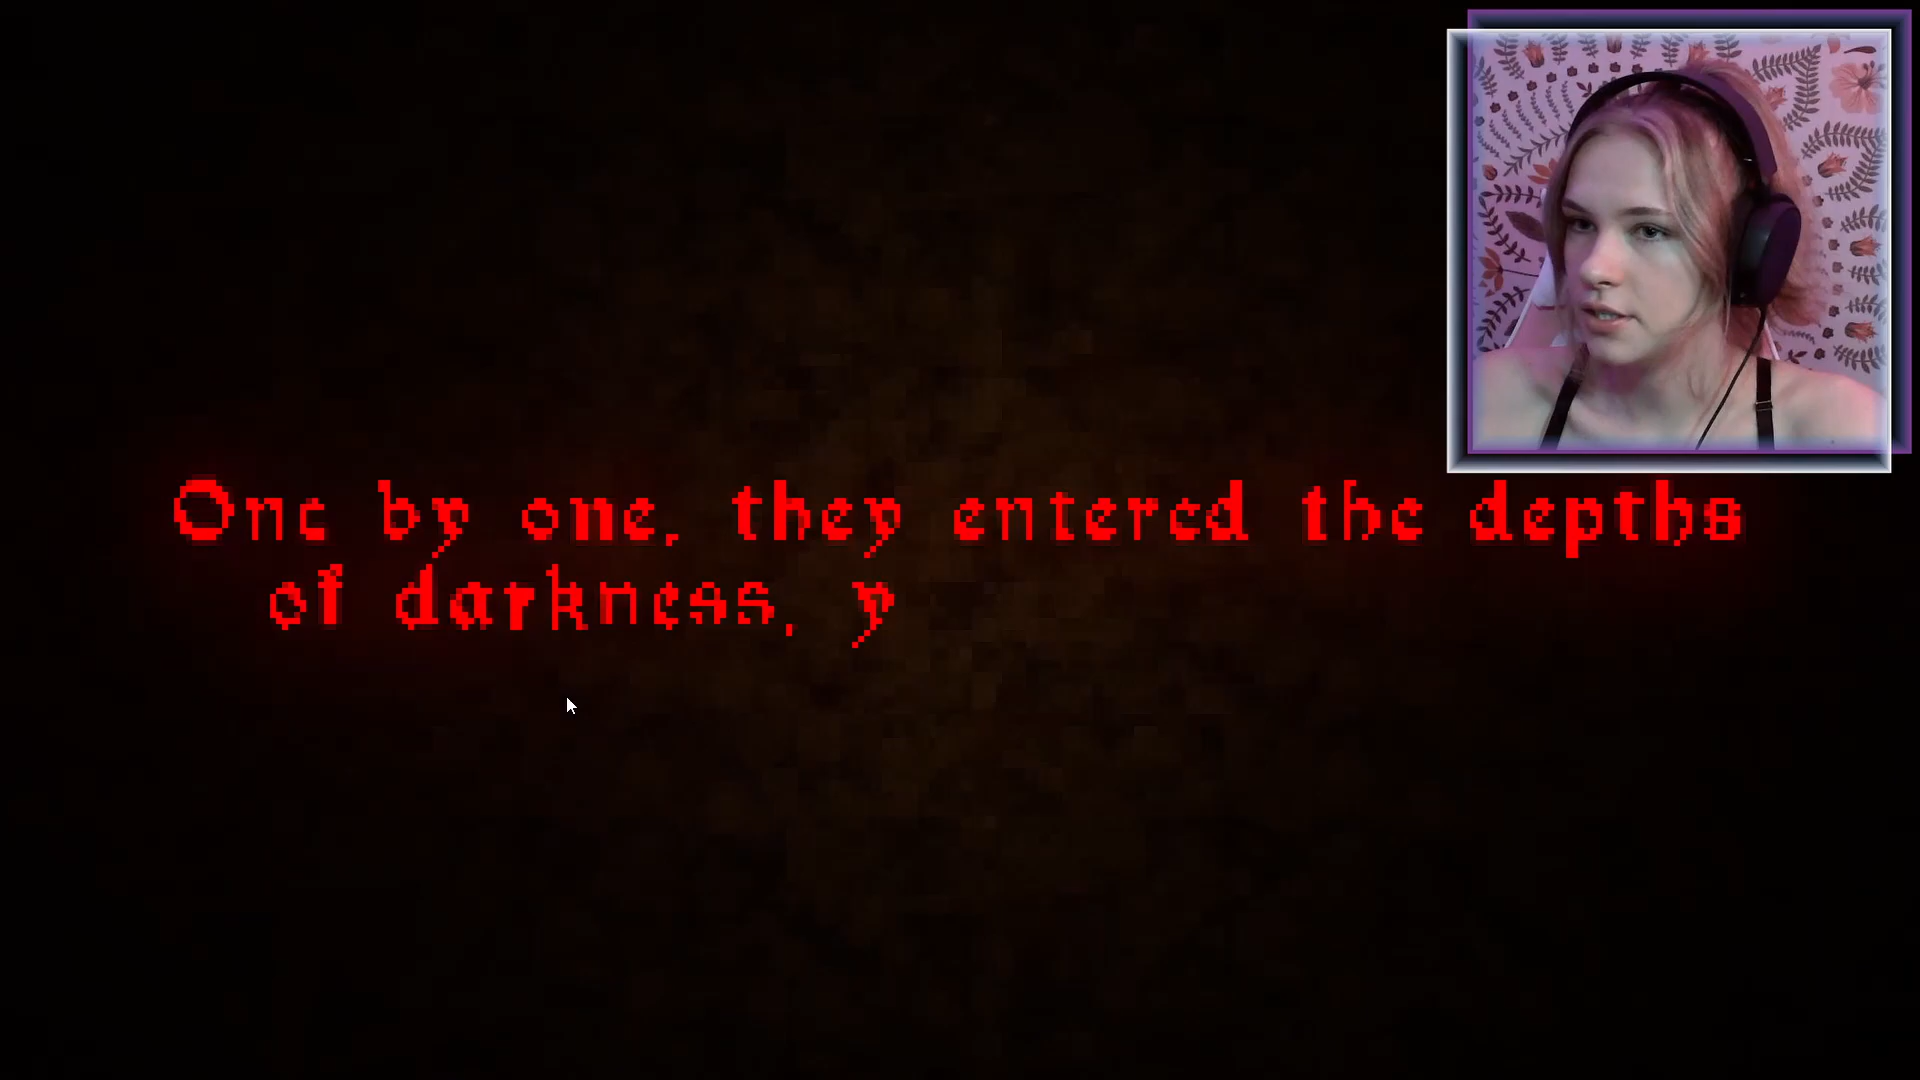 One by one, they entered the depths
of darkness, y